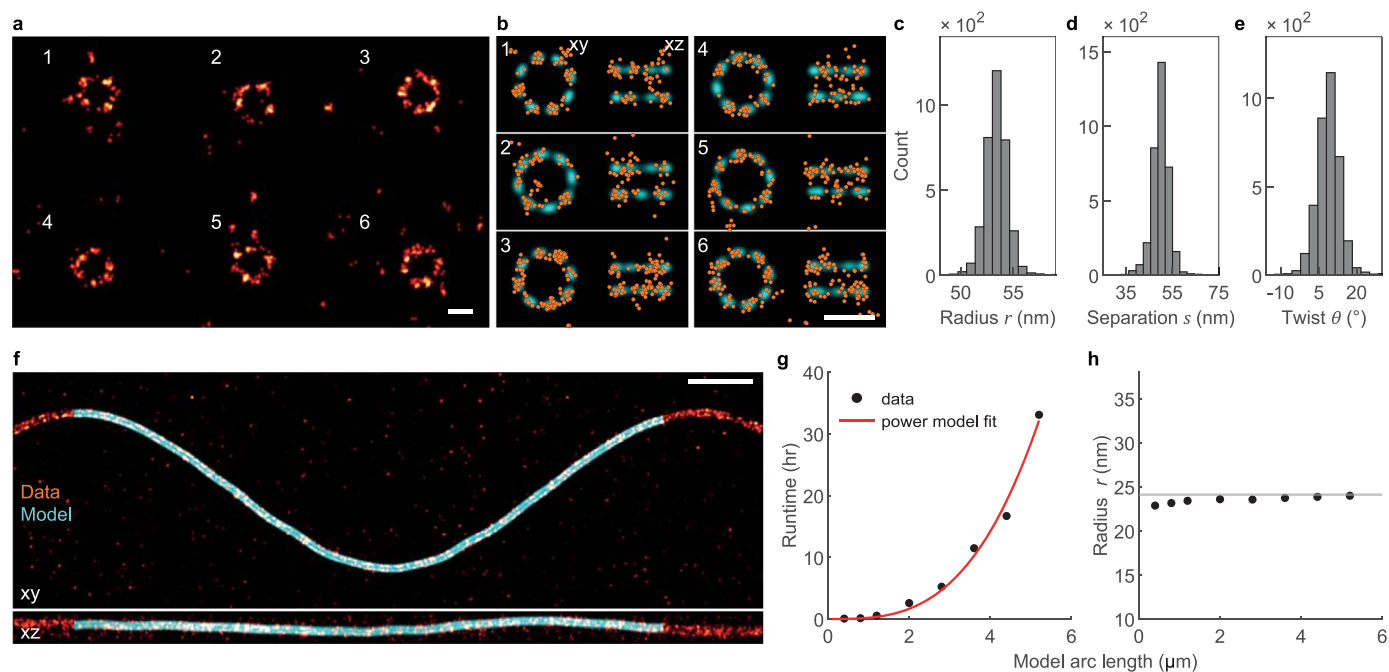 a
1
2
3
4
5
6
b
1
xy
xz
4
2
5
3
6
c
× 10²
10
5
0
Count
50
55
Radius r (nm)
d
× 10²
15
10
5
0
35
55
75
Separation s (nm)
e
× 10²
10
5
0
-10
5
20
Twist θ (°)
f
Data
Model
xy
xz
g
40
30
20
10
0
Runtime (hr)
data
power model fit
0
2
4
6
h
35
30
25
20
15
10
Radius r (nm)
0
2
4
6
Model arc length (µm)